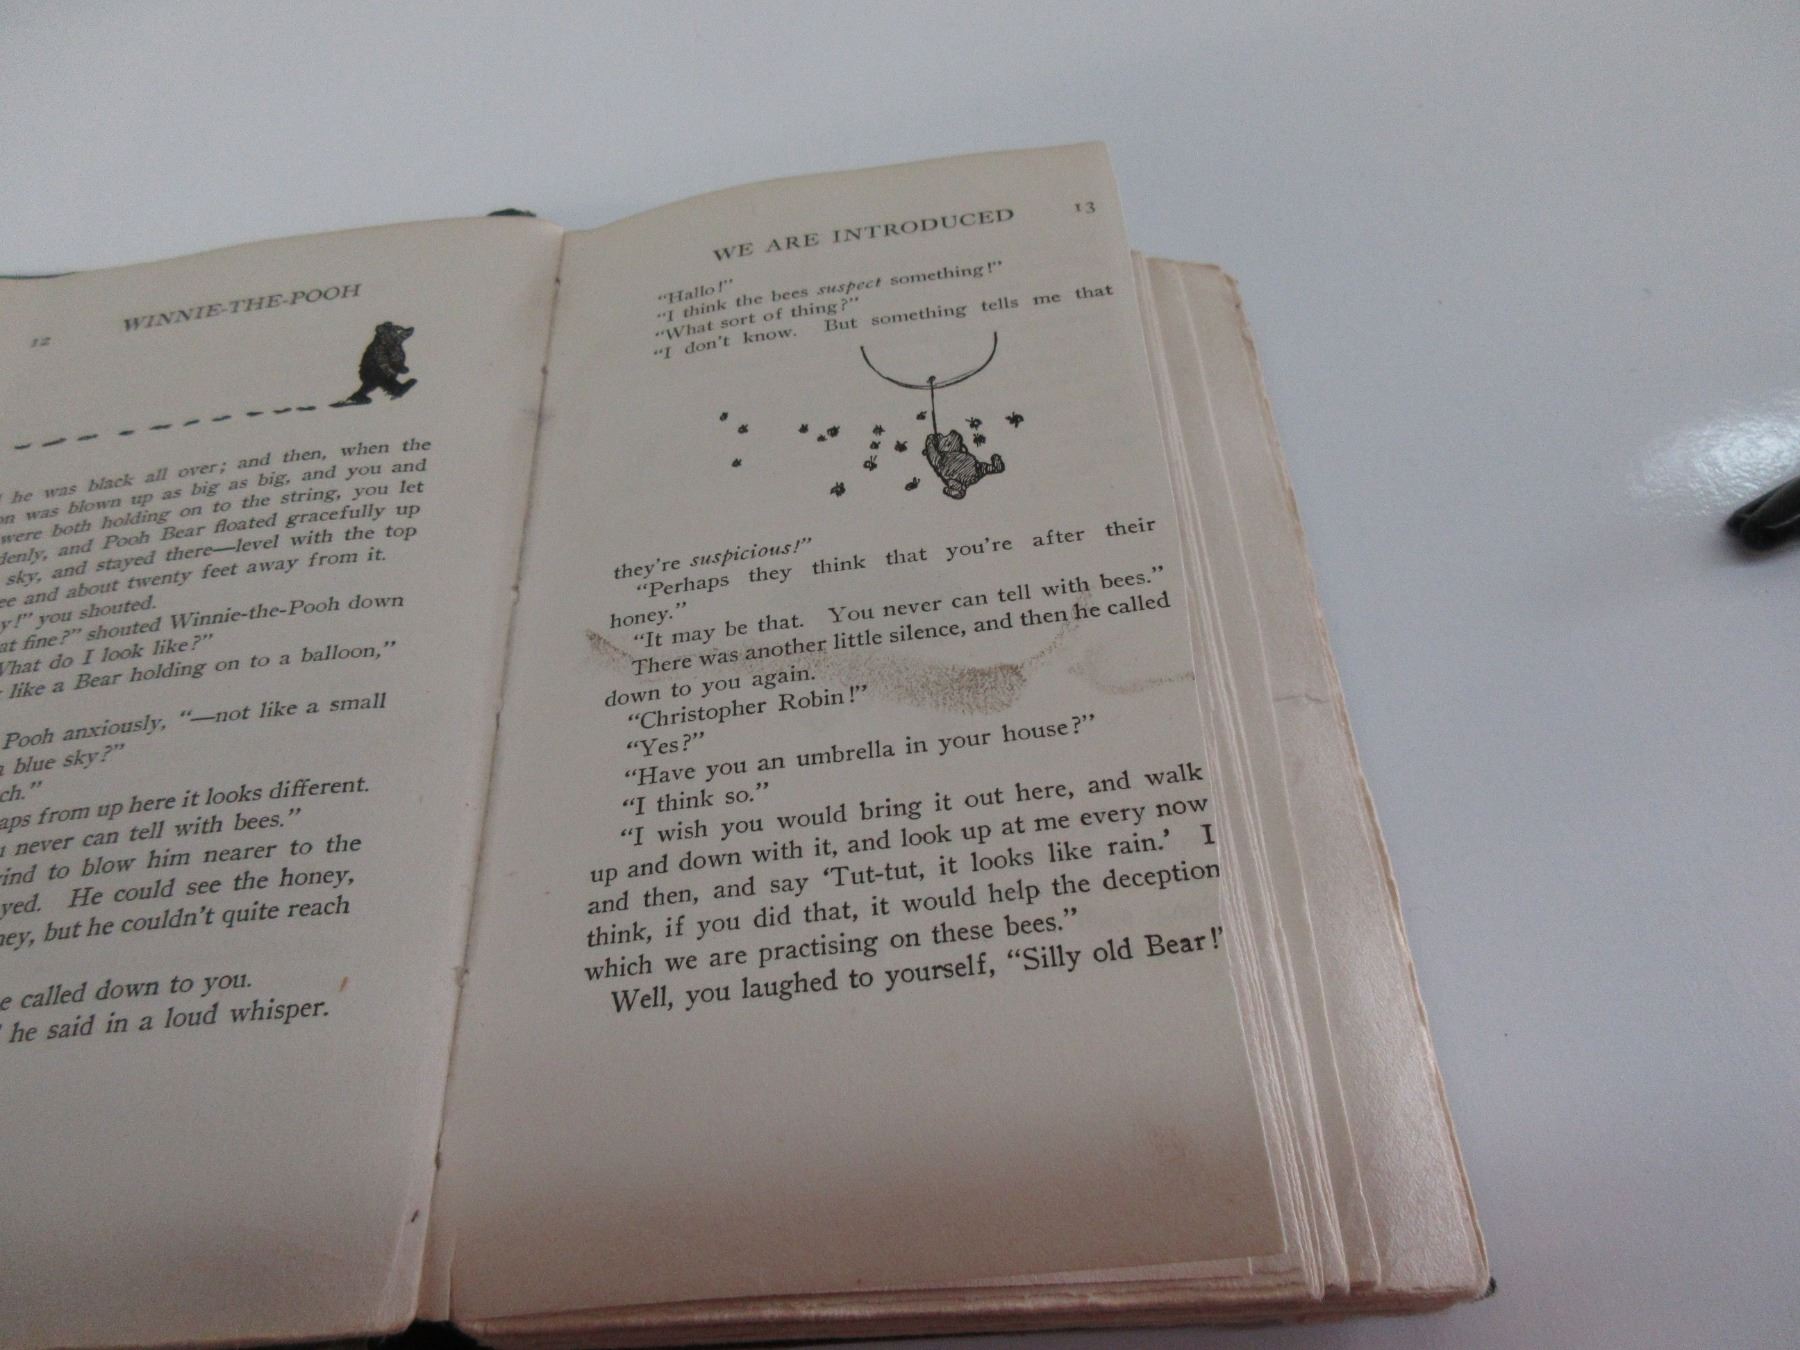 12
WINNIE-THE-POOH
he was black all over; and then, when the
was blown up as big as big, and you and
were both holding on to the string, you let
and Pooh Bear floated gracefully up
sky, and stayed there—level with the top
and about twenty feet away from it.
you shouted.
fine?" shouted Winnie-the-Pooh down
What do I look like?"
like a Bear holding on to a balloon,"
Pooh anxiously, "—not like a small
blue sky?"
from up here it looks different.
never can tell with bees."
to blow him nearer to the
He could see the honey,
but he couldn't quite reach
called down to you.
he said in a loud whisper.
WE ARE INTRODUCED
13
"Hallo!"
"I think the bees suspect something!"
"What sort of thing?"
"I don't know. But something tells me that
they're suspicious!"
"Perhaps they think that you're after their
honey."
"It may be that. You never can tell with bees."
There was another little silence, and then he called
down to you again.
"Christopher Robin!"
"Yes?"
"Have you an umbrella in your house?"
"I think so."
"I wish you would bring it out here, and walk
up and down with it, and look up at me every now
and then, and say 'Tut-tut, it looks like rain.' I
think, if you did that, it would help the deception
which we are practising on these bees."
Well, you laughed to yourself, "Silly old Bear!'